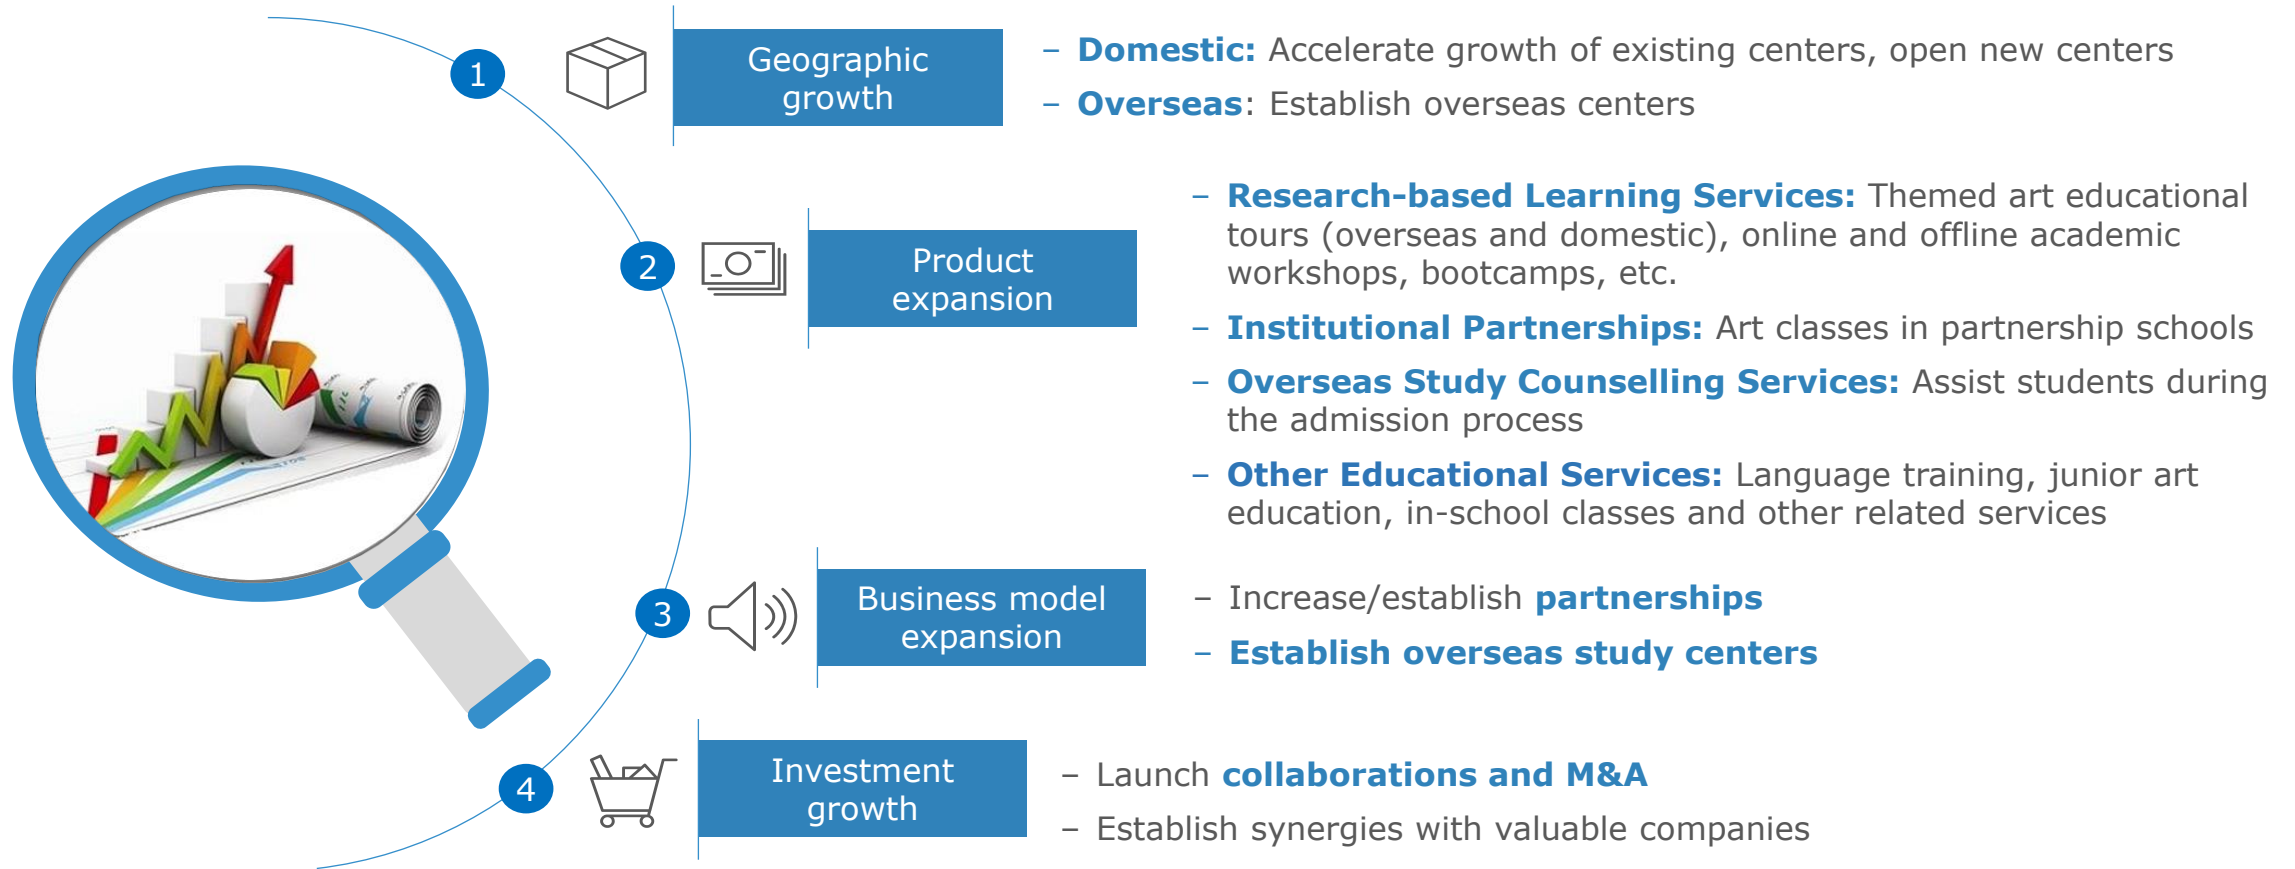 1
Geographic
growth
– Domestic: Accelerate growth of existing centers, open new centers
– Overseas: Establish overseas centers
2
Product
expansion
– Research-based Learning Services: Themed art educational
tours (overseas and domestic), online and offline academic
workshops, bootcamps, etc.
– Institutional Partnerships: Art classes in partnership schools
– Overseas Study Counselling Services: Assist students during
the admission process
– Other Educational Services: Language training, junior art
education, in-school classes and other related services
3
Business model
expansion
– Increase/establish partnerships
– Establish overseas study centers
4
Investment
growth
– Launch collaborations and M&A
– Establish synergies with valuable companies